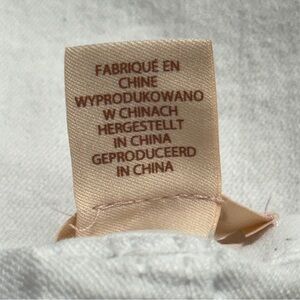 FABRIQUÉ EN
CHINE
WYPRODUKOWANO
W CHINACH
HERGESTELLT
IN CHINA
GEPRODUCEERD
IN CHINA